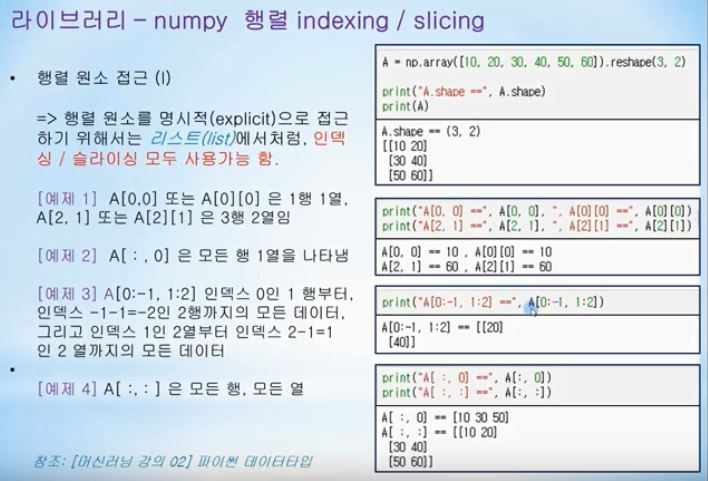 라이브러리 – numpy 행렬 indexing / slicing
• 행렬 원소 접근 (I)
=> 행렬 원소를 명시적(explicit)으로 접근
하기 위해서는 리스트(list)에서처럼, 인덱
싱 / 슬라이싱 모두 사용가능 함.
[예제 1] A[0,0] 또는 A[0][0] 은 1행 1열,
A[2, 1] 또는 A[2][1] 은 3행 2열임
[예제 2] A[ : , 0] 은 모든 행 1열을 나타냄
[예제 3] A[0:-1, 1:2] 인덱스 0인 1 행부터,
인덱스 -1-1=-2인 2행까지의 모든 데이터,
그리고 인덱스 1인 2열부터 인덱스 2-1=1
인 2 열까지의 모든 데이터
•
[예제 4] A[ :, : ] 은 모든 행, 모든 열
참조: [머신러닝 강의 02] 파이썬 데이터타입
A = np.array([10, 20, 30, 40, 50, 60]).reshape(3, 2)
print("A.shape ==", A.shape)
print(A)
A.shape == (3, 2)
[[10 20]
[30 40]
[50 60]]
print("A[0, 0] ==", A[0, 0], ", A[0][0] ==", A[0][0])
print("A[2, 1] ==", A[2, 1], ", A[2][1] ==", A[2][1])
A[0, 0] == 10 , A[0][0] == 10
A[2, 1] == 60 , A[2][1] == 60
print("A[0:-1, 1:2] ==", A[0:-1, 1:2])
A[0:-1, 1:2] == [[20]
[40]]
print("A[ :, 0] ==", A[:, 0])
print("A[ :, :] ==", A[:, :])
A[ :, 0] == [10 30 50]
A[ :, :] == [[10 20]
[30 40]
[50 60]]